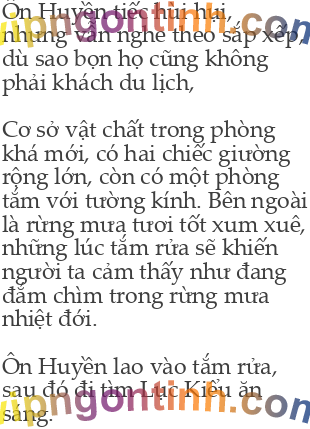 Ôn Huyền tiếc hùi hụi,
nhưng vẫn nghe theo sắp xếp,
dù sao bọn họ cũng không
phải khách du lịch,
Cơ sở vật chất trong phòng
khá mới, có hai chiếc giường
rộng lớn, còn có một phòng
tắm với tường kính. Bên ngoài
là rừng mưa tươi tốt xum xuê,
những lúc tắm rửa sẽ khiến
người ta cảm thấy như đang
đắm chìm trong rừng mưa
nhiệt đới.
Ôn Huyền lao vào tắm rửa,
sau đó đi tìm Lục Kiểu ăn
sáng.
vipngontinh.com
vipngontinh.com